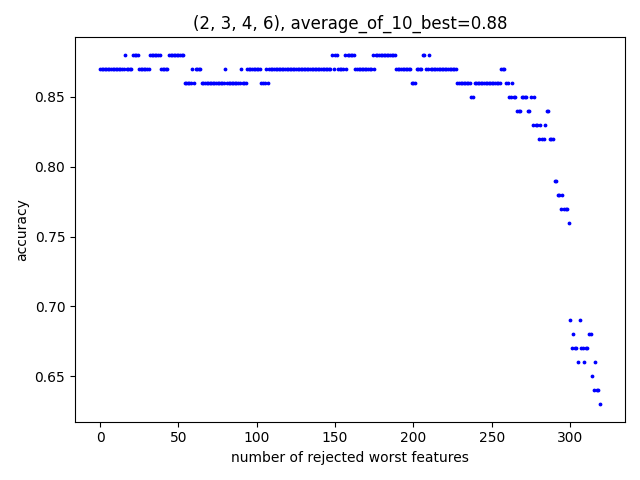 (2, 3, 4, 6), average_of_10_best=0.88
accuracy
0.85
0.80
0.75
0.70
0.65
0 50 100 150 200 250 300
number of rejected worst features